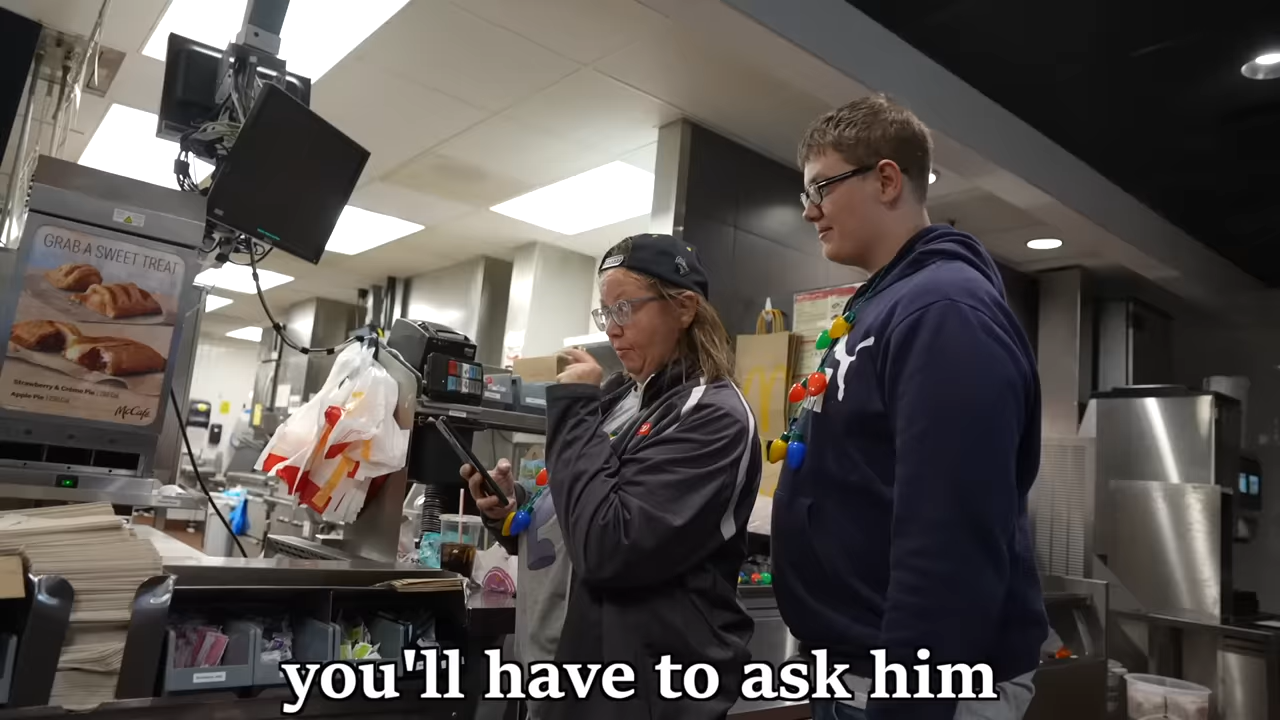 GRAB A SWEET TREAT
Strawberry & Crème Pie
Apple Pie
McCafé
you'll have to ask him